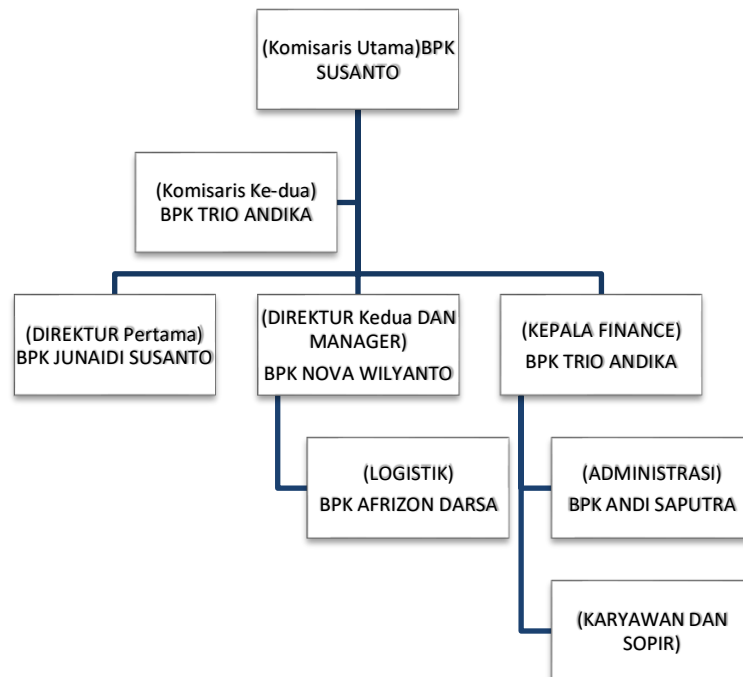 (Komisaris Utama)BPK
SUSANTO
(Komisaris Ke-dua)
BPK TRIO ANDIKA
(DIREKTUR Pertama)
BPK JUNAIDI SUSANTO
(DIREKTUR Kedua DAN
MANAGER)
BPK NOVA WILYANTO
(KEPALA FINANCE)
BPK TRIO ANDIKA
(LOGISTIK)
BPK AFRIZON DARSA
(ADMINISTRASI)
BPK ANDI SAPUTRA
(KARYAWAN DAN
SOPIR)